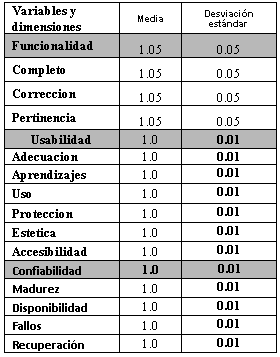 Variables y dimensiones Media Desviación estándar
Funcionalidad 1.05 0.05
Completo 1.05 0.05
Correccion 1.05 0.05
Pertinencia 1.05 0.05
Usabilidad 1.0 0.01
Adecuacion 1.0 0.01
Aprendizajes 1.0 0.01
Uso 1.0 0.01
Proteccion 1.0 0.01
Estetica 1.0 0.01
Accesibilidad 1.0 0.01
Confiabilidad 1.0 0.01
Madurez 1.0 0.01
Disponibilidad 1.0 0.01
Fallos 1.0 0.01
Recuperación 1.0 0.01